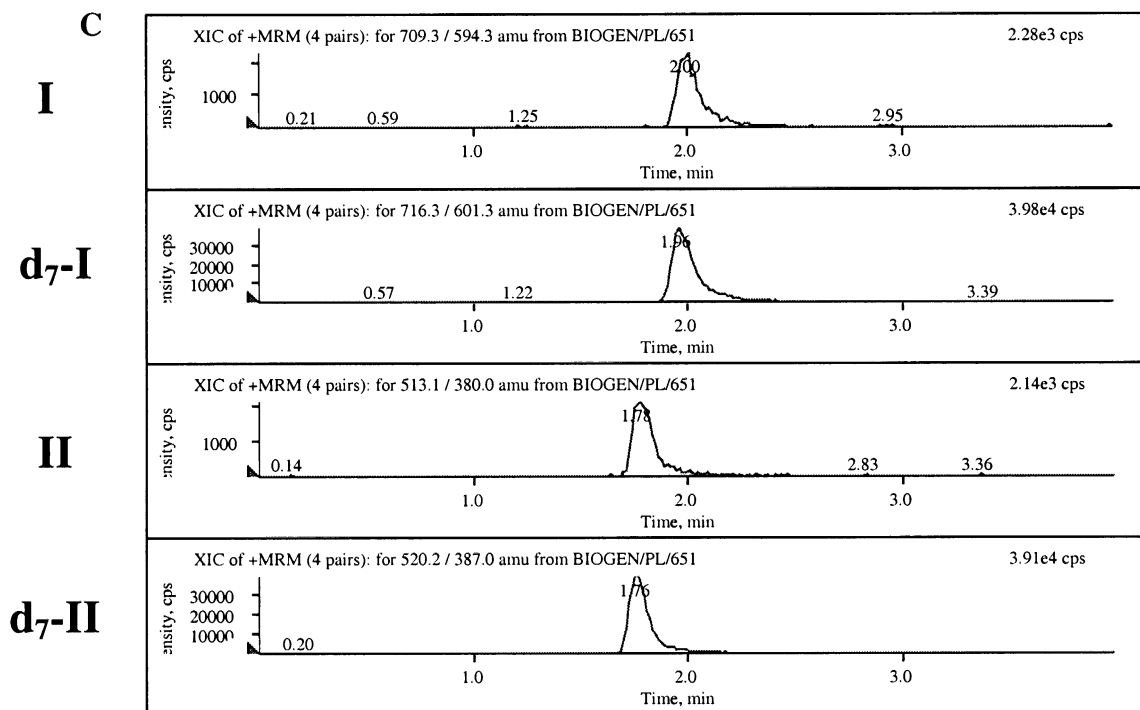 C
I
XIC of +MRM (4 pairs): for 709.3 / 594.3 amu from BIOGEN/PL/651 2.28e3 cps
ensity, cps
1000
0.21 0.59 1.25 2.00 2.95
1.0 2.0 3.0
Time, min
d7-I
XIC of +MRM (4 pairs): for 716.3 / 601.3 amu from BIOGEN/PL/651 3.98e4 cps
ensity, cps
30000
20000
10000
0.57 1.22 1.96 3.39
1.0 2.0 3.0
Time, min
II
XIC of +MRM (4 pairs): for 513.1 / 380.0 amu from BIOGEN/PL/651 2.14e3 cps
ensity, cps
1000
0.14 1.78 2.83 3.36
1.0 2.0 3.0
Time, min
d7-II
XIC of +MRM (4 pairs): for 520.2 / 387.0 amu from BIOGEN/PL/651 3.91e4 cps
ensity, cps
30000
20000
10000
0.20 1.76
1.0 2.0 3.0
Time, min